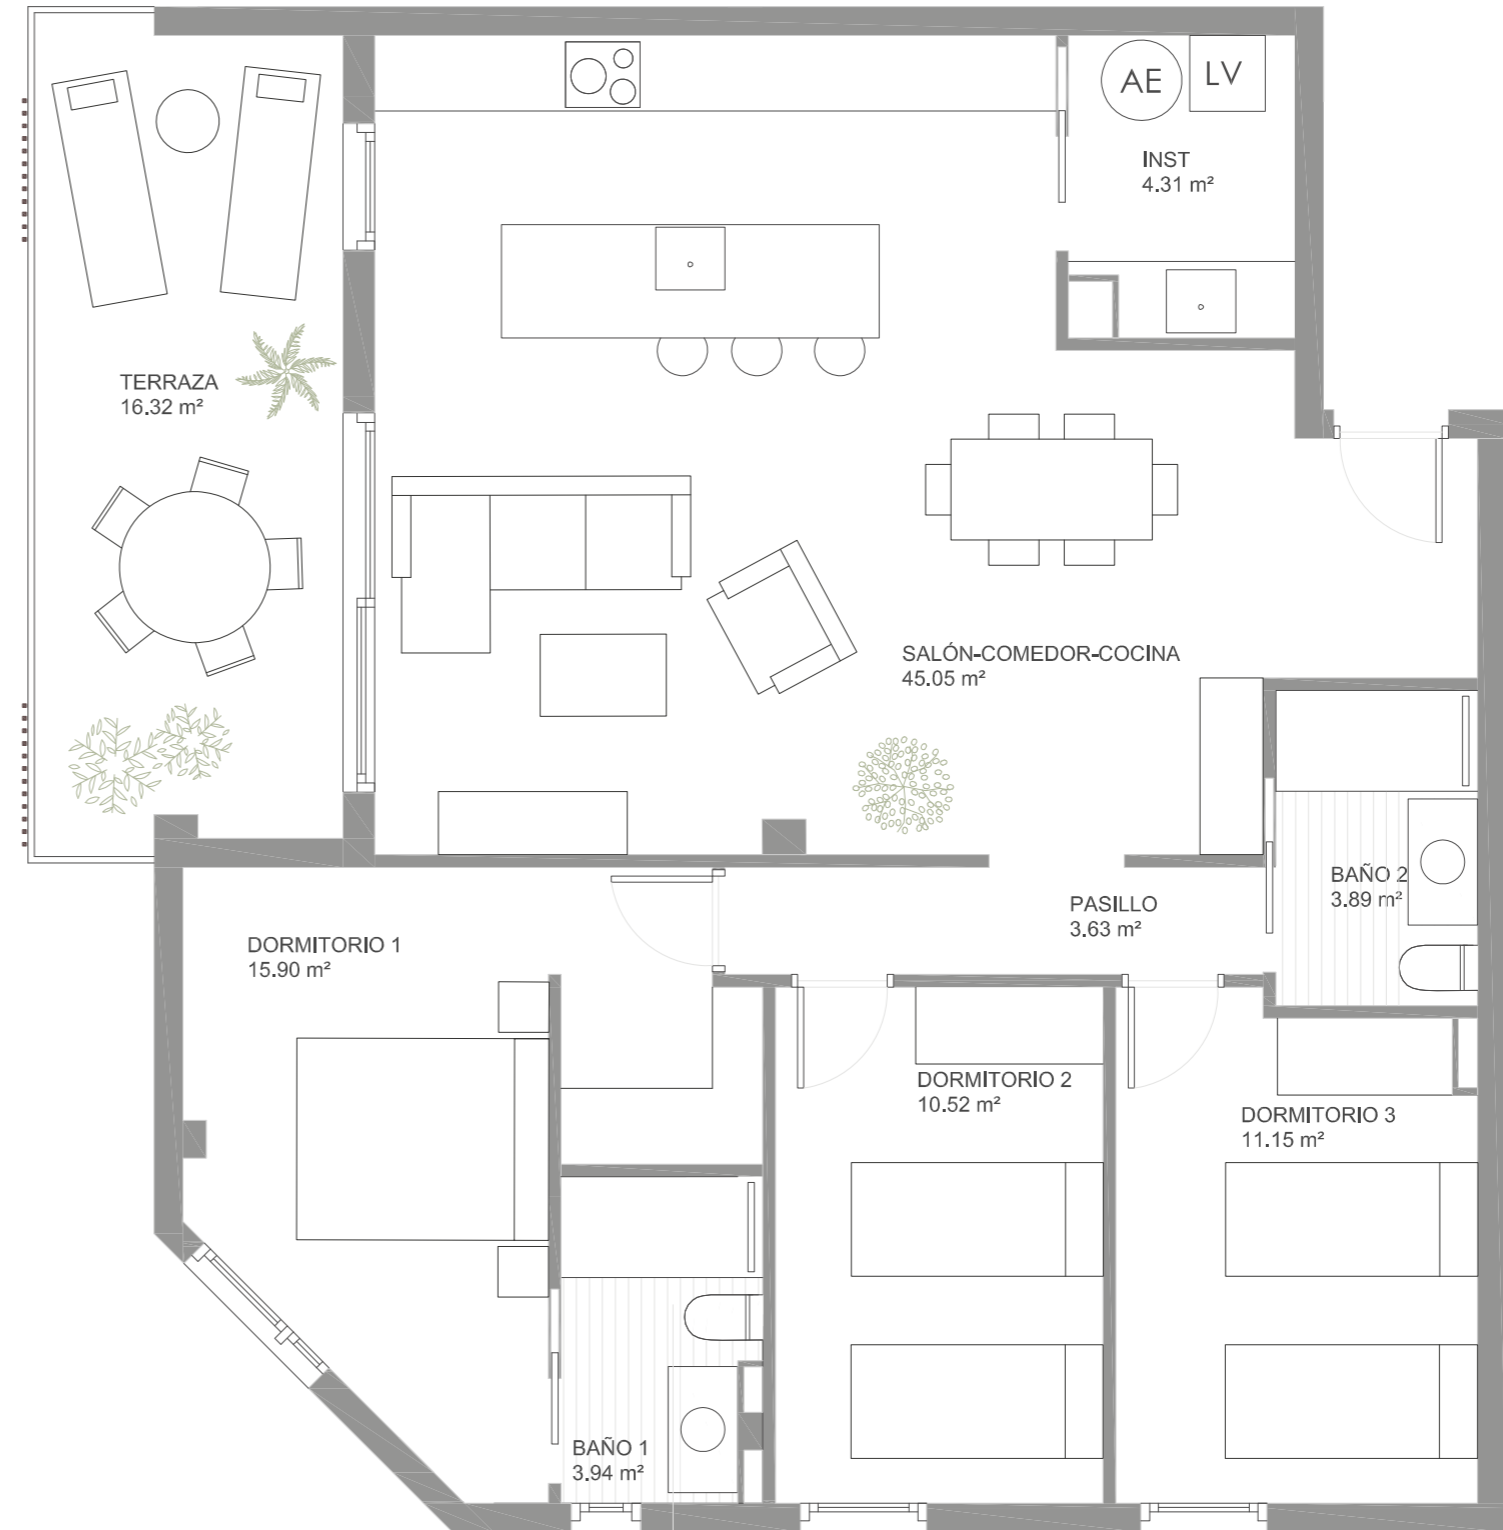 AE
LV
INST
4.31 m²
TERRAZA
16.32 m²
SALÓN-COMEDOR-COCINA
45.05 m²
BAÑO 2
3.89 m²
PASILLO
3.63 m²
DORMITORIO 1
15.90 m²
DORMITORIO 2
10.52 m²
DORMITORIO 3
11.15 m²
BAÑO 1
3.94 m²